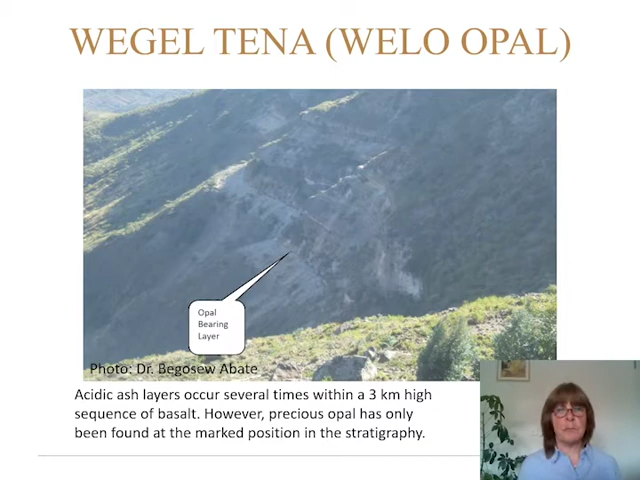 WEGEL TENA (WELO OPAL)
Opal
Bearing
Layer
Photo: Dr. Begosew Abate
Acidic ash layers occur several times within a 3 km high
sequence of basalt. However, precious opal has only
been found at the marked position in the stratigraphy.